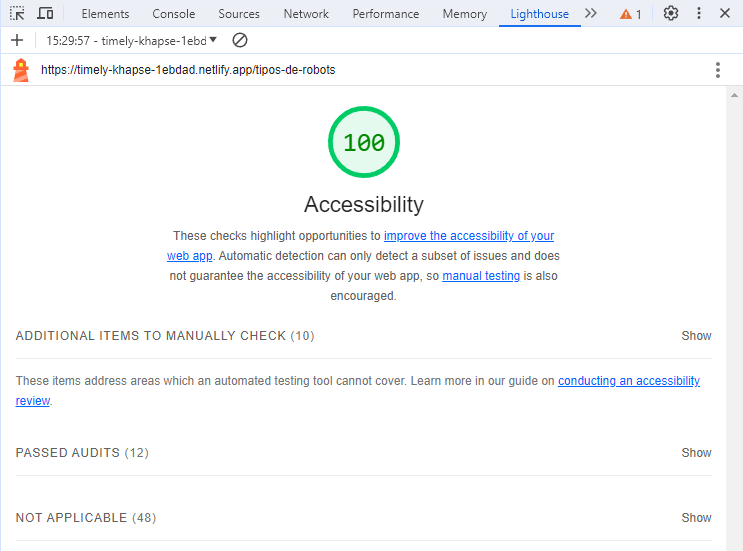 Elements Console Sources Network Performance Memory Lighthouse 1
15:29:57 - timely-khapse-1ebd
https://timely-khapse-1ebdad.netlify.app/tipos-de-robots
100
Accessibility
These checks highlight opportunities to improve the accessibility of your
web app. Automatic detection can only detect a subset of issues and does
not guarantee the accessibility of your web app, so manual testing is also
encouraged.
ADDITIONAL ITEMS TO MANUALLY CHECK (10) Show
These items address areas which an automated testing tool cannot cover. Learn more in our guide on conducting an accessibility
review.
PASSED AUDITS (12) Show
NOT APPLICABLE (48) Show